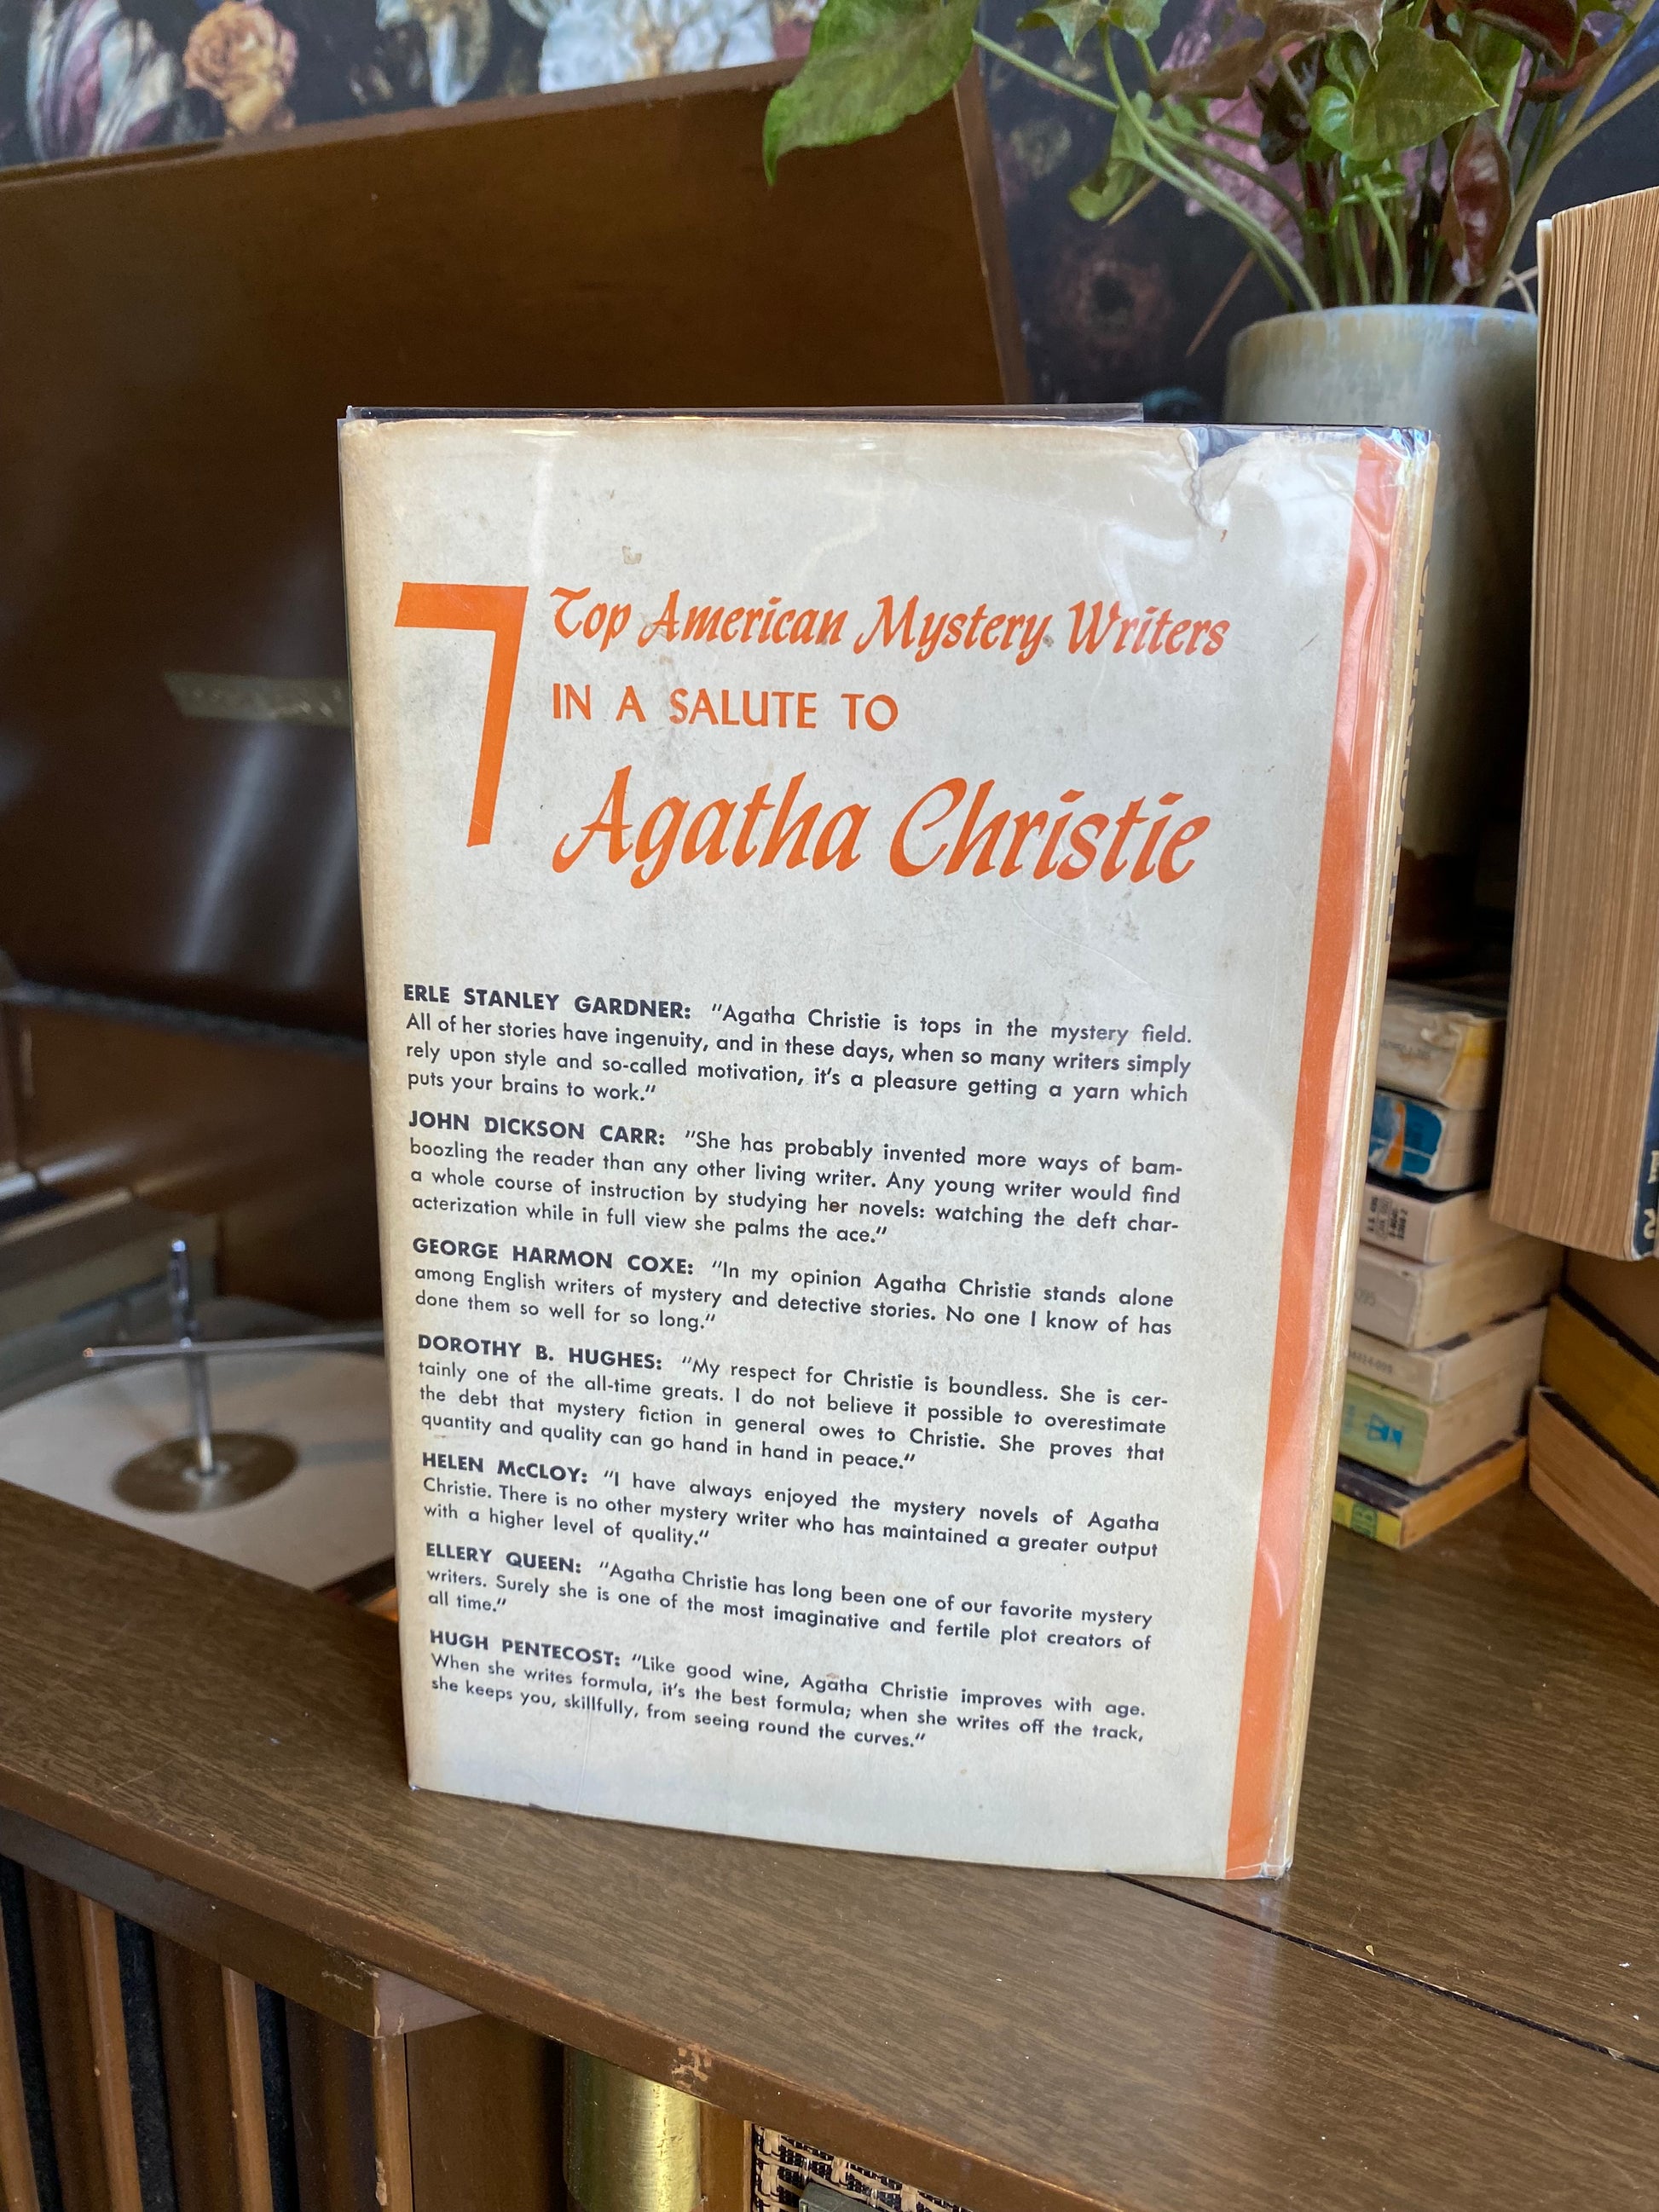 7 Top American Mystery Writers
IN A SALUTE TO
Agatha Christie
ERLE STANLEY GARDNER: "Agatha Christie is tops in the mystery field.
All of her stories have ingenuity, and in these days, when so many writers simply
rely upon style and so-called motivation, it's a pleasure getting a yarn which
puts your brains to work."
JOHN DICKSON CARR: "She has probably invented more ways of bam-
boozling the reader than any other living writer. Any young writer would find
a whole course of instruction by studying her novels: watching the deft char-
acterization while in full view she palms the ace."
GEORGE HARMON COXE: "In my opinion Agatha Christie stands alone
among English writers of mystery and detective stories. No one I know of has
done them so well for so long."
DOROTHY B. HUGHES: "My respect for Christie is boundless. She is cer-
tainly one of the all-time greats. I do not believe it possible to overestimate
the debt that mystery fiction in general owes to Christie. She proves that
quantity and quality can go hand in hand in peace."
HELEN McCLOY: "I have always enjoyed the mystery novels of Agatha
Christie. There is no other mystery writer who has maintained a greater output
with a higher level of quality."
ELLERY QUEEN: "Agatha Christie has long been one of our favorite mystery
writers. Surely she is one of the most imaginative and fertile plot creators of
all time."
HUGH PENTECOST: "Like good wine, Agatha Christie improves with age.
When she writes formula, it's the best formula; when she writes off the track,
she keeps you, skillfully, from seeing round the curves."